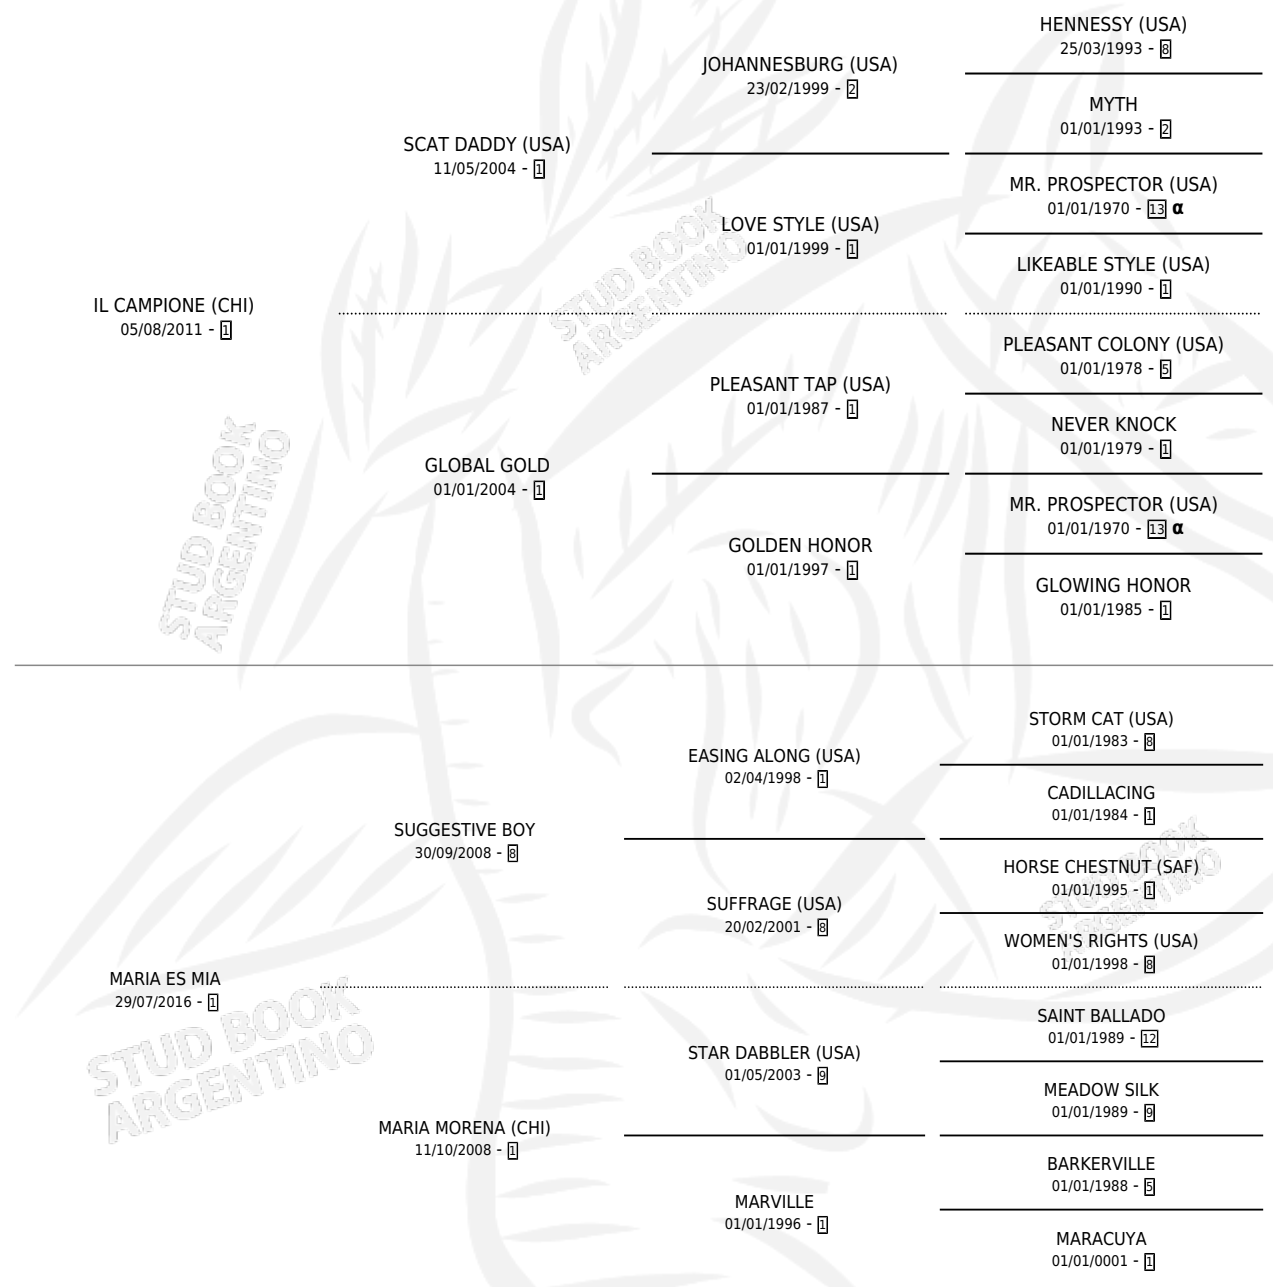 HENNESSY (USA)
25/03/1993 - 8
JOHANNESBURG (USA)
23/02/1999 - 2
MYTH
01/01/1993 - 2
SCAT DADDY (USA)
11/05/2004 - 1
MR. PROSPECTOR (USA)
01/01/1970 - 13 α
LOVE STYLE (USA)
01/01/1999 - 1
LIKEABLE STYLE (USA)
01/01/1990 - 1
IL CAMPIONE (CHI)
05/08/2011 - 1
PLEASANT COLONY (USA)
01/01/1978 - 5
PLEASANT TAP (USA)
01/01/1987 - 1
NEVER KNOCK
01/01/1979 - 1
GLOBAL GOLD
01/01/2004 - 1
MR. PROSPECTOR (USA)
01/01/1970 - 13 α
GOLDEN HONOR
01/01/1997 - 1
GLOWING HONOR
01/01/1985 - 1
STORM CAT (USA)
01/01/1983 - 8
EASING ALONG (USA)
02/04/1998 - 1
CADILLACING
01/01/1984 - 1
SUGGESTIVE BOY
30/09/2008 - 8
HORSE CHESTNUT (SAF)
01/01/1995 - 1
SUFFRAGE (USA)
20/02/2001 - 8
WOMEN'S RIGHTS (USA)
01/01/1998 - 8
MARIA ES MIA
29/07/2016 - 1
SAINT BALLADO
01/01/1989 - 12
STAR DABBLER (USA)
01/05/2003 - 9
MEADOW SILK
01/01/1989 - 9
MARIA MORENA (CHI)
11/10/2008 - 1
BARKERVILLE
01/01/1988 - 5
MARVILLE
01/01/1996 - 1
MARACUYA
01/01/0001 - 1
STUD BOOK
ARGENTINO
STUD BOOK
ARGENTINO
STUD BOOK
ARGENTINO
STUD BOOK
ARGENTINO